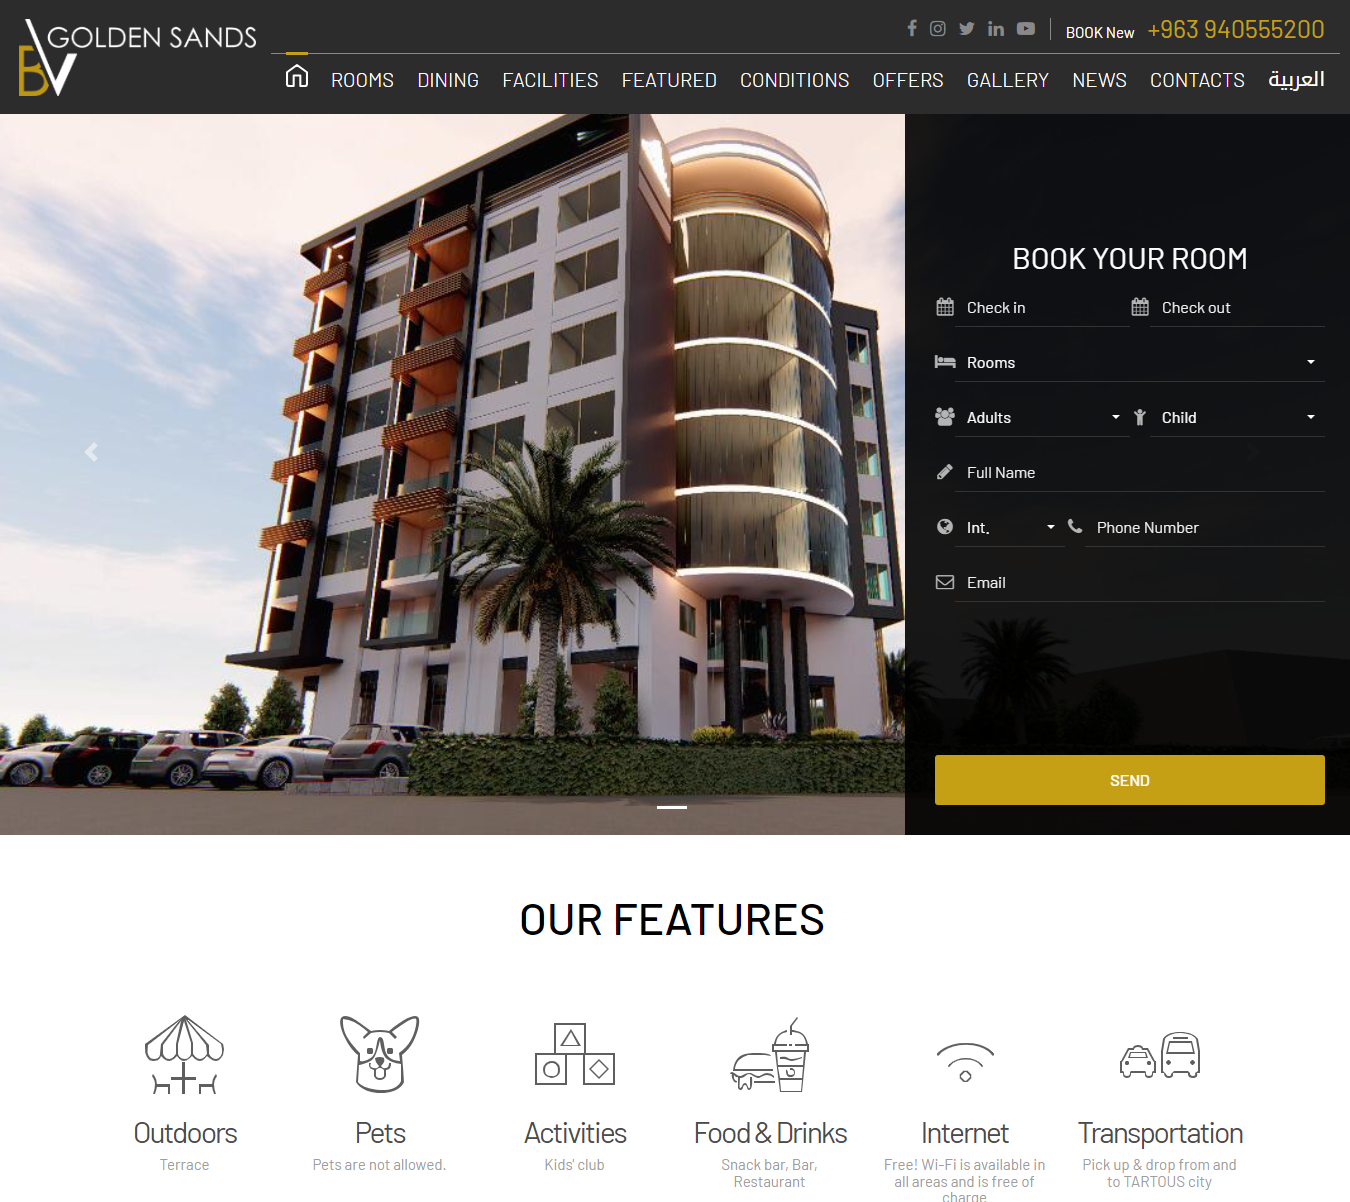 BV GOLDEN SANDS
BOOK New +963 940555200
ROOMS DINING FACILITIES FEATURED CONDITIONS OFFERS GALLERY NEWS CONTACTS العربية
BOOK YOUR ROOM
Check in Check out
Rooms
Adults Child
Full Name
Int. Phone Number
Email
SEND
OUR FEATURES
Outdoors Pets Activities Food & Drinks Internet Transportation
Terrace Pets are not allowed. Kids' club Snack bar, Bar, Free! Wi-Fi is available in Pick up & drop from and
Restaurant all areas and is free of to TARTOUS city
charge